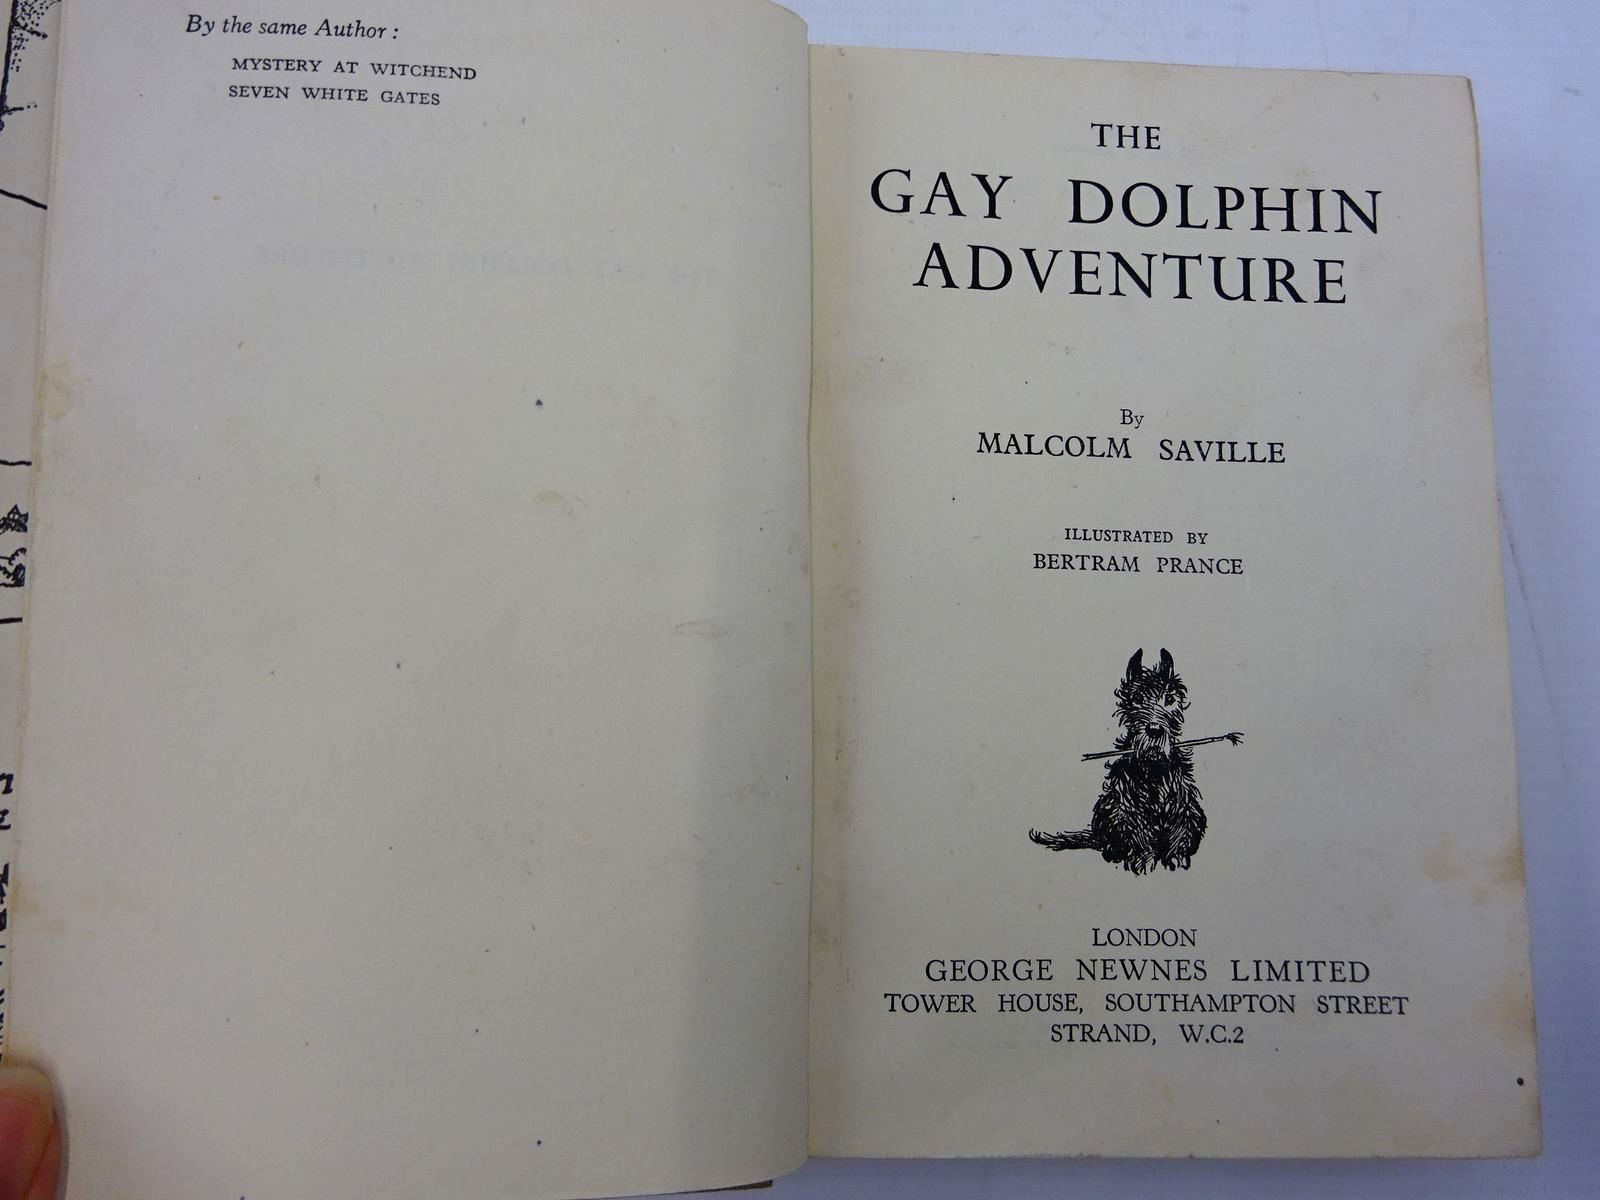 By the same Author :
MYSTERY AT WITCHEND
SEVEN WHITE GATES
THE
GAY DOLPHIN
ADVENTURE
By
MALCOLM SAVILLE
ILLUSTRATED BY
BERTRAM PRANCE
LONDON
GEORGE NEWNES LIMITED
TOWER HOUSE, SOUTHAMPTON STREET
STRAND, W.C.2